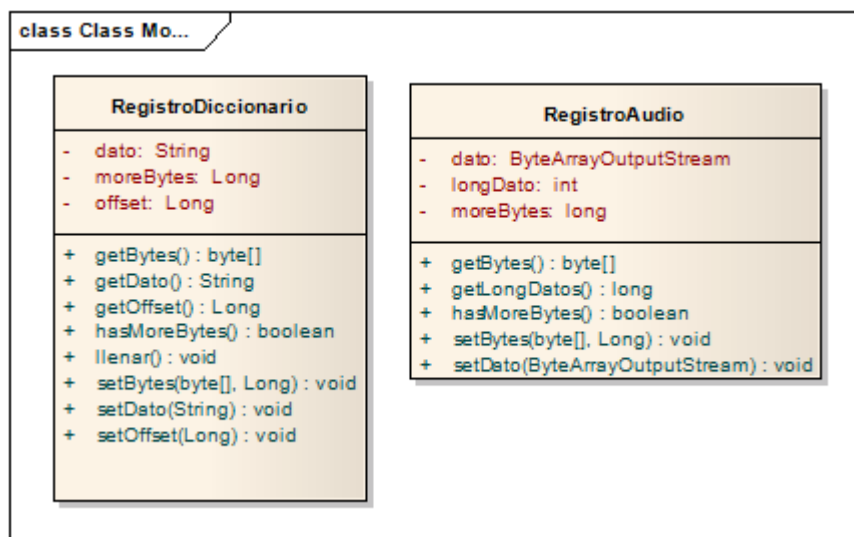 class Class Mo...
RegistroDiccionario
- dato: String
- moreBytes: Long
- offset: Long
+ getBytes() : byte[]
+ getDato() : String
+ getOffset() : Long
+ hasMoreBytes() : boolean
+ llenar() : void
+ setBytes(byte[], Long) : void
+ setDato(String) : void
+ setOffset(Long) : void
RegistroAudio
- dato: ByteArrayOutputStream
- longDato: int
- moreBytes: long
+ getBytes() : byte[]
+ getLongDatos() : long
+ hasMoreBytes() : boolean
+ setBytes(byte[], Long) : void
+ setDato(ByteArrayOutputStream) : void